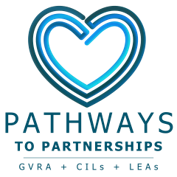 PATHWAYS
TO PARTNERSHIPS
GVRA + CILs + LEAs